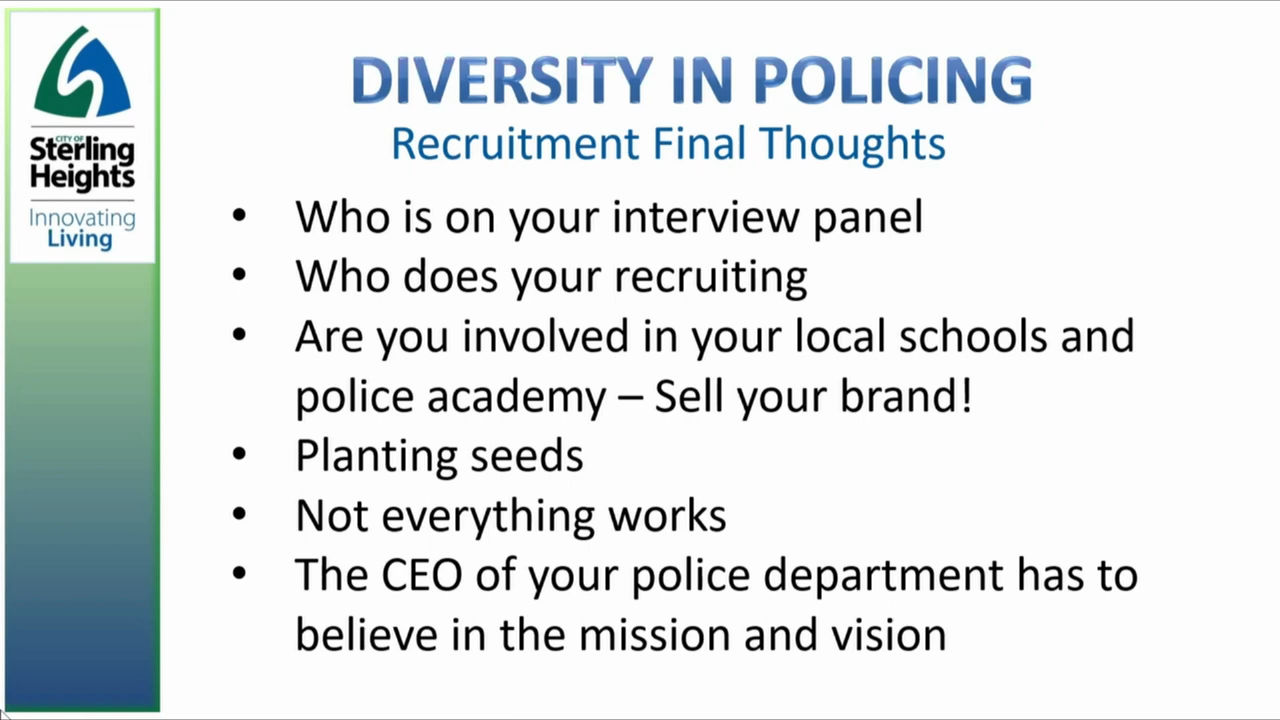 CITY OF
Sterling
Heights
Innovating
Living
DIVERSITY IN POLICING
Recruitment Final Thoughts
• Who is on your interview panel
• Who does your recruiting
• Are you involved in your local schools and
police academy – Sell your brand!
• Planting seeds
• Not everything works
• The CEO of your police department has to
believe in the mission and vision